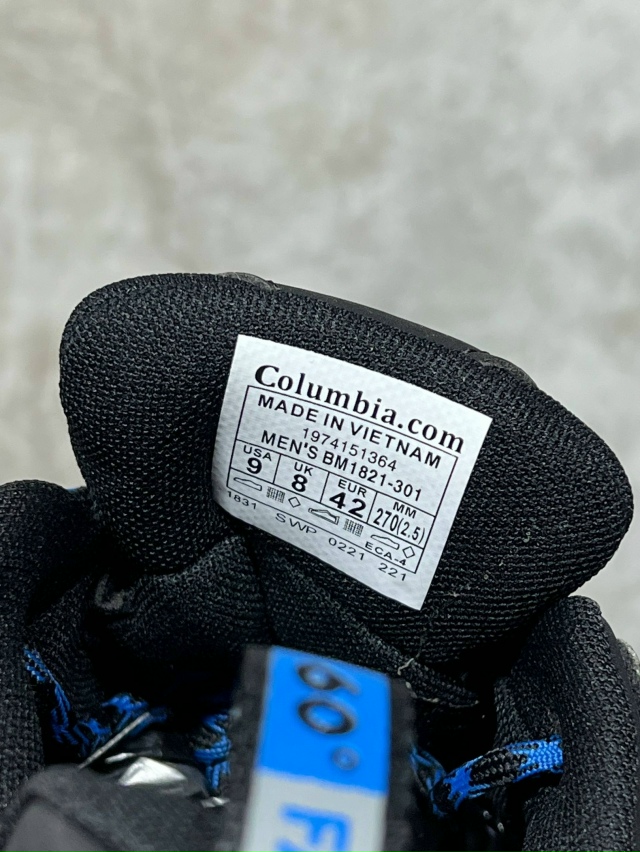 Columbia.com
MADE IN VIETNAM
1974151364
MEN'S BM1821-301
USA UK EUR MM
9 8 42 270(2.5)
1831 SWP 0221 221
ECA-4
60°